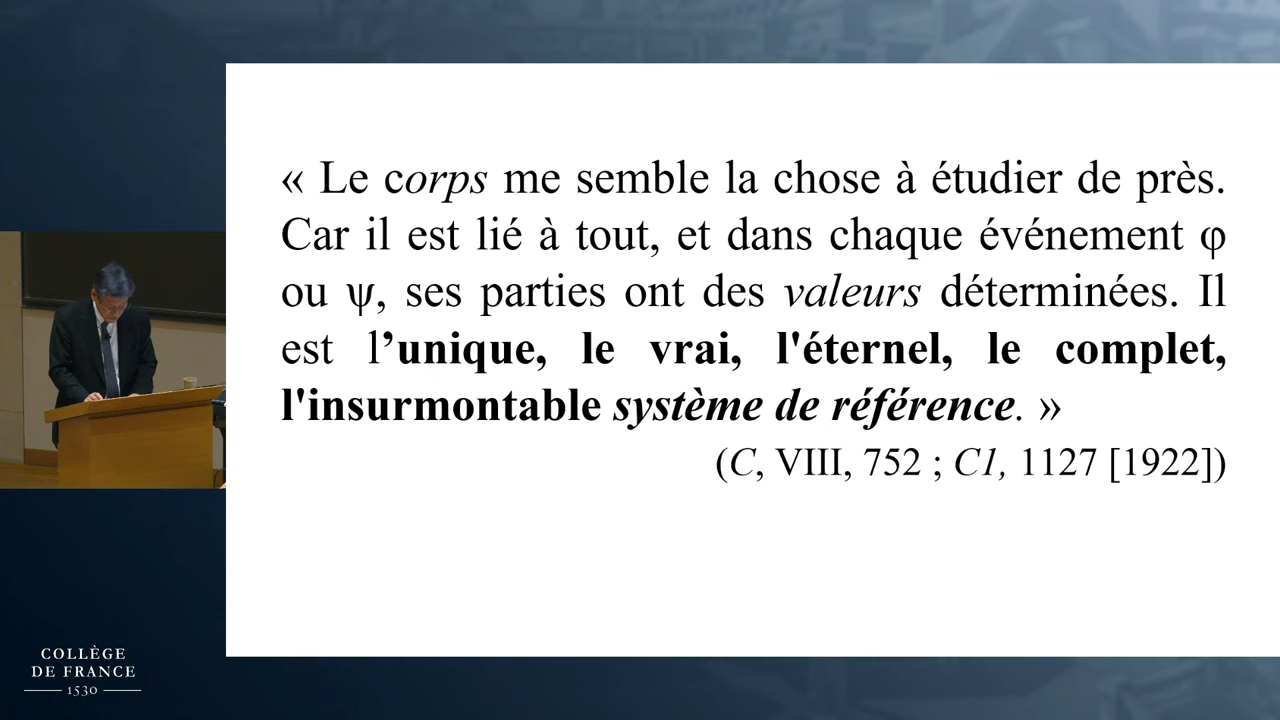 « Le corps me semble la chose à étudier de près.
Car il est lié à tout, et dans chaque événement φ
ou ψ, ses parties ont des valeurs déterminées. Il
est l’unique, le vrai, l'éternel, le complet,
l'insurmontable système de référence. »
(C, VIII, 752 ; C1, 1127 [1922])
COLLÈGE
DE FRANCE
1530